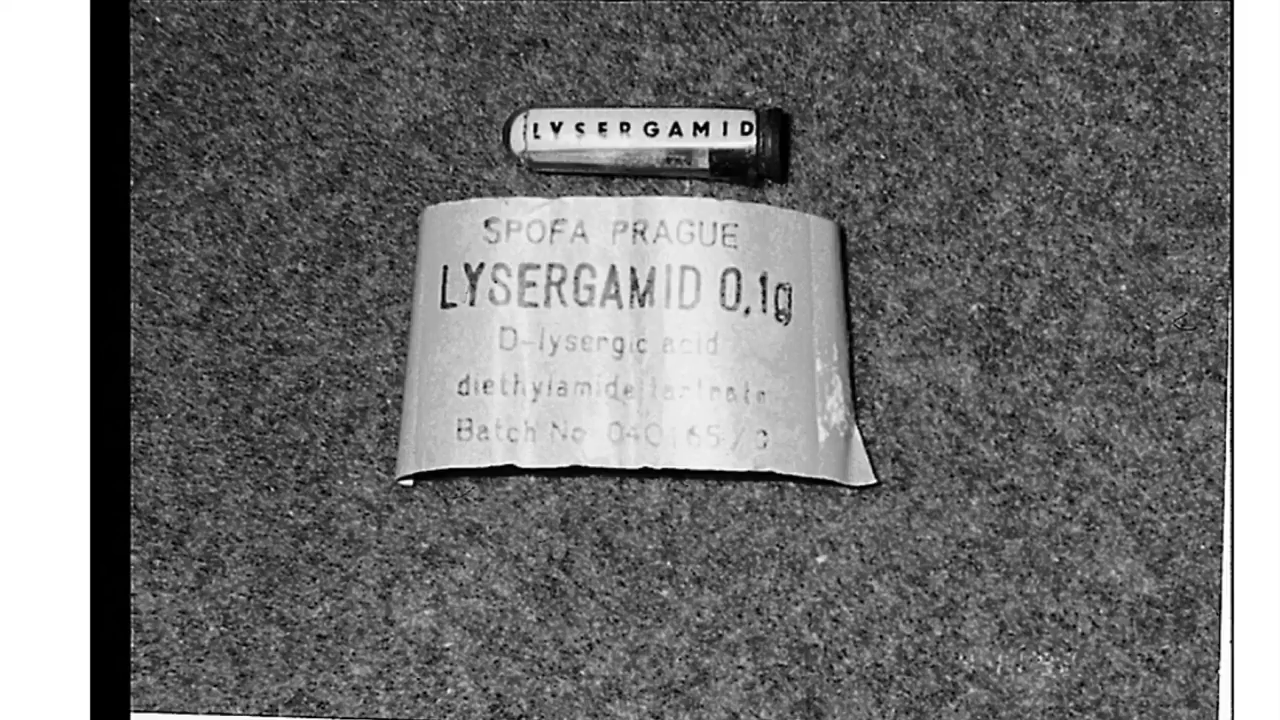 LYSERGAMID
SPOFA PRAGUE
LYSERGAMID 0,1g
D-lysergic acid
diethylamide
Batch No